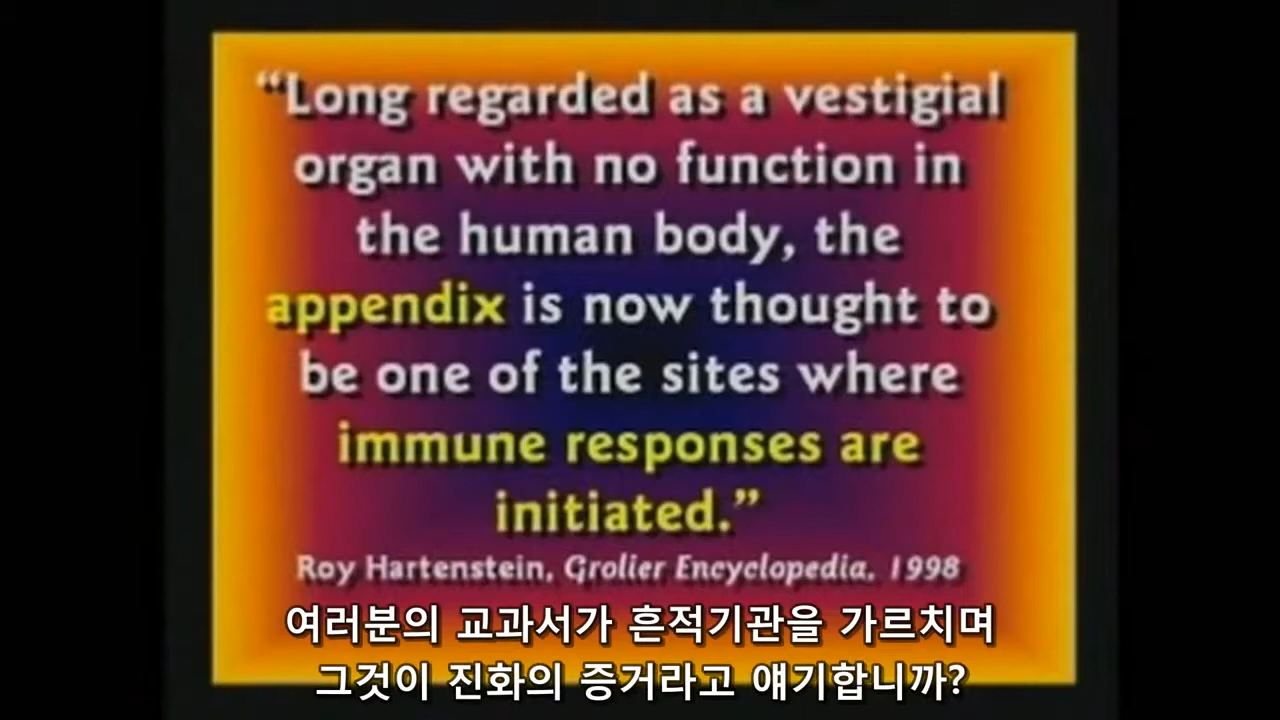 “Long regarded as a vestigial
organ with no function in
the human body, the
appendix is now thought to
be one of the sites where
immune responses are
initiated.”
Roy Hartenstein, Grolier Encyclopedia, 1998
여러분의 교과서가 흔적기관을 가르치며
그것이 진화의 증거라고 얘기합니까?